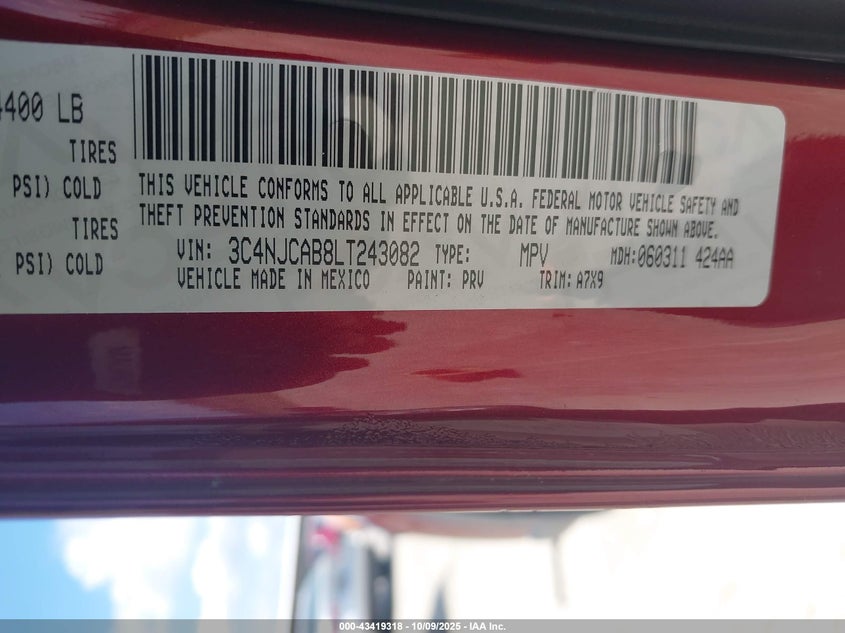 4400 LB
TIRES
PSI) COLD
TIRES
PSI) COLD
THIS VEHICLE CONFORMS TO ALL APPLICABLE U.S.A. FEDERAL MOTOR VEHICLE SAFETY AND
THEFT PREVENTION STANDARDS IN EFFECT ON THE DATE OF MANUFACTURE SHOWN ABOVE.
VIN: 3C4NJCAB8LT243082 TYPE: MPV MDH:060311 424AA
VEHICLE MADE IN MEXICO PAINT: PRV TRIM: A7X9
000-43419318 - 10/09/2025 - IAA Inc.